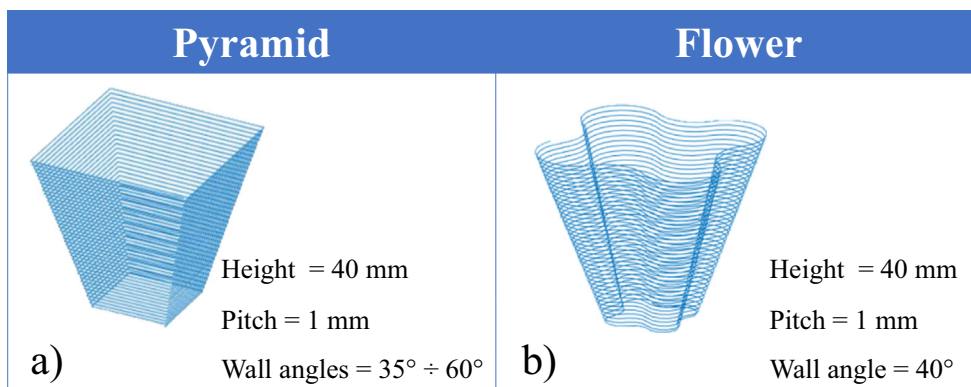 Pyramid
Flower
Height = 40 mm
Pitch = 1 mm
a)
Wall angles = 35° ÷ 60°
Height = 40 mm
Pitch = 1 mm
b)
Wall angle = 40°